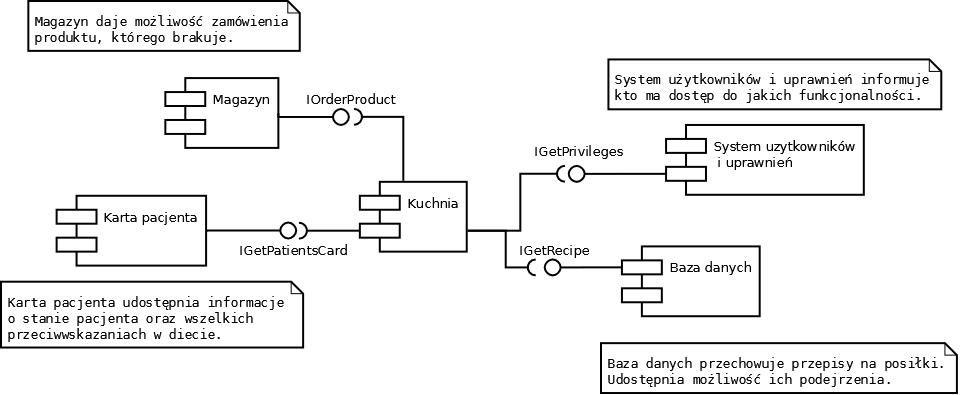 Magazyn daje możliwość zamówienia
produktu, którego brakuje.
System użytkowników i uprawnień informuje
kto ma dostęp do jakich funkcjonalności.
Magazyn
IOrderProduct
IGetPrivileges
System uzytkowników
i uprawnień
Karta pacjenta
IGetPatientsCard
Kuchnia
IGetRecipe
Baza danych
Karta pacjenta udostępnia informacje
o stanie pacjenta oraz wszelkich
przeciwwskazaniach w diecie.
Baza danych przechowuje przepisy na posiłki.
Udostępnia możliwość ich podejrzenia.